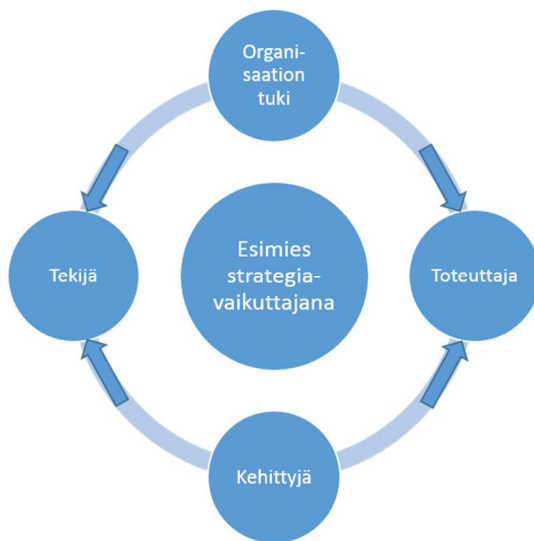 Organi-
saation
tuki
Esimies
strategia-
vaikuttajana
Tekijä
Toteuttaja
Kehittyjä